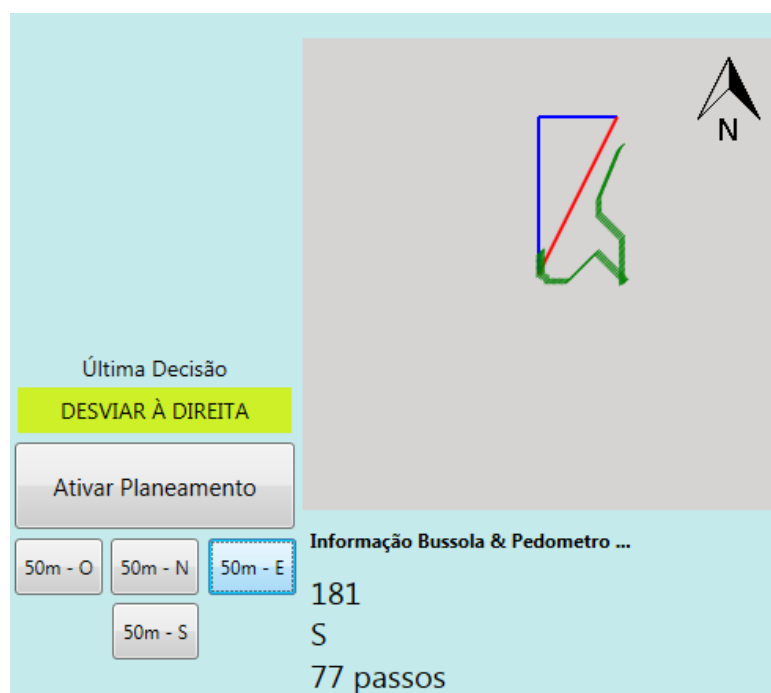 N
Última Decisão
DESVIAR À DIREITA
Ativar Planeamento
50m - O
50m - N
50m - E
50m - S
Informação Bussola & Pedometro ...
181
S
77 passos